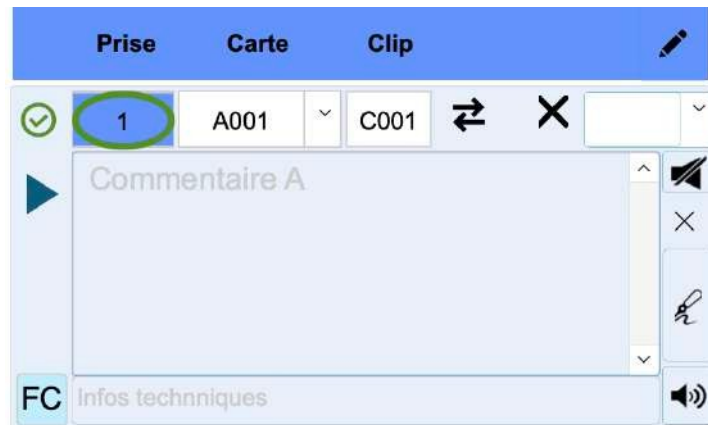 Prise Carte Clip
1 A001 C001
Commentaire A
FC Infos technniques